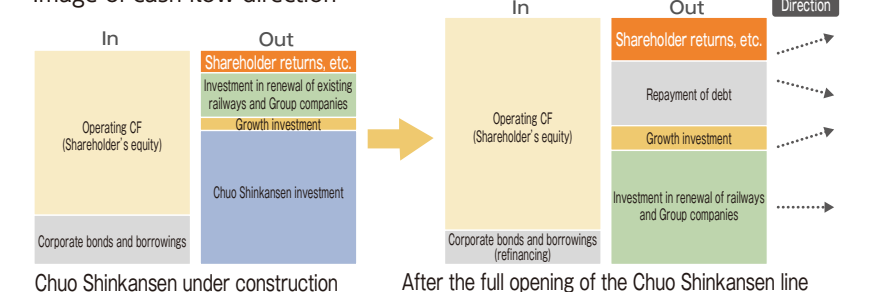 Image of cash flow direction
In
Out
Operating CF
(Shareholder's equity)
Corporate bonds and borrowings
Shareholder returns, etc.
Investment in renewal of existing
railways and Group companies
Growth investment
Chuo Shinkansen investment
Chuo Shinkansen under construction
In
Out
Direction
Operating CF
(Shareholder's equity)
Corporate bonds and borrowings
(refinancing)
Shareholder returns, etc.
Repayment of debt
Growth investment
Investment in renewal of railways
and Group companies
After the full opening of the Chuo Shinkansen line